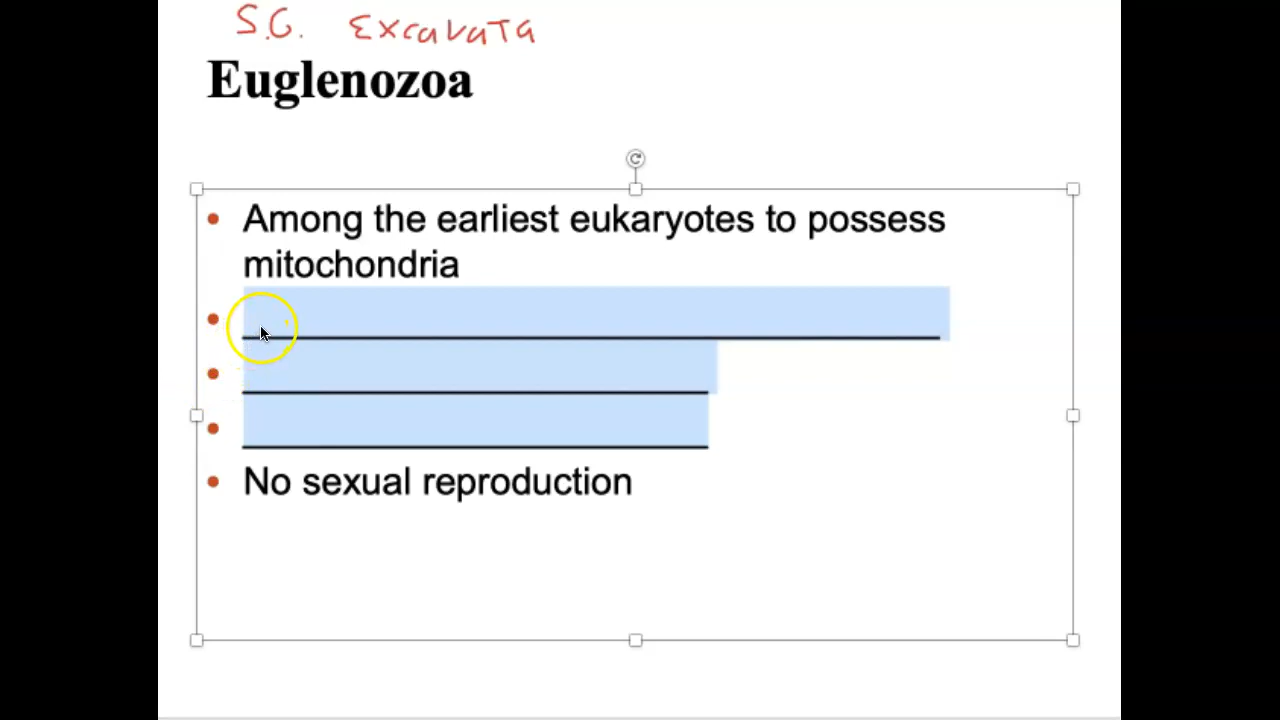 S.G. Excavata
Euglenozoa
• Among the earliest eukaryotes to possess
mitochondria
•
•
•
• No sexual reproduction